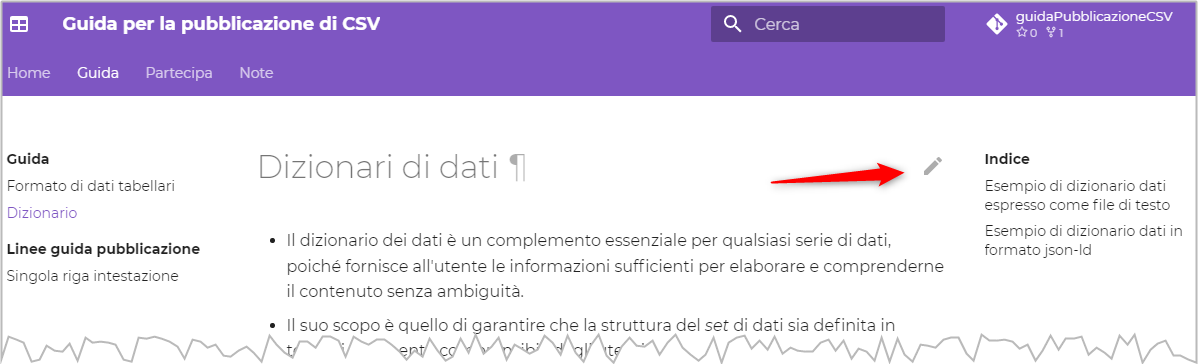 Guida per la pubblicazione di CSV
Cerca
guidaPubblicazioneCSV
0 1
Home Guida Partecipa Note
Guida
Formato di dati tabellari
Dizionario
Linee guida pubblicazione
Singola riga intestazione
Dizionari di dati ¶
• Il dizionario dei dati è un complemento essenziale per qualsiasi serie di dati,
poiché fornisce all'utente le informazioni sufficienti per elaborare e comprenderne
il contenuto senza ambiguità.
• Il suo scopo è quello di garantire che la struttura del set di dati sia definita in
Indice
Esempio di dizionario dati
espresso come file di testo
Esempio di dizionario dati in
formato json-ld